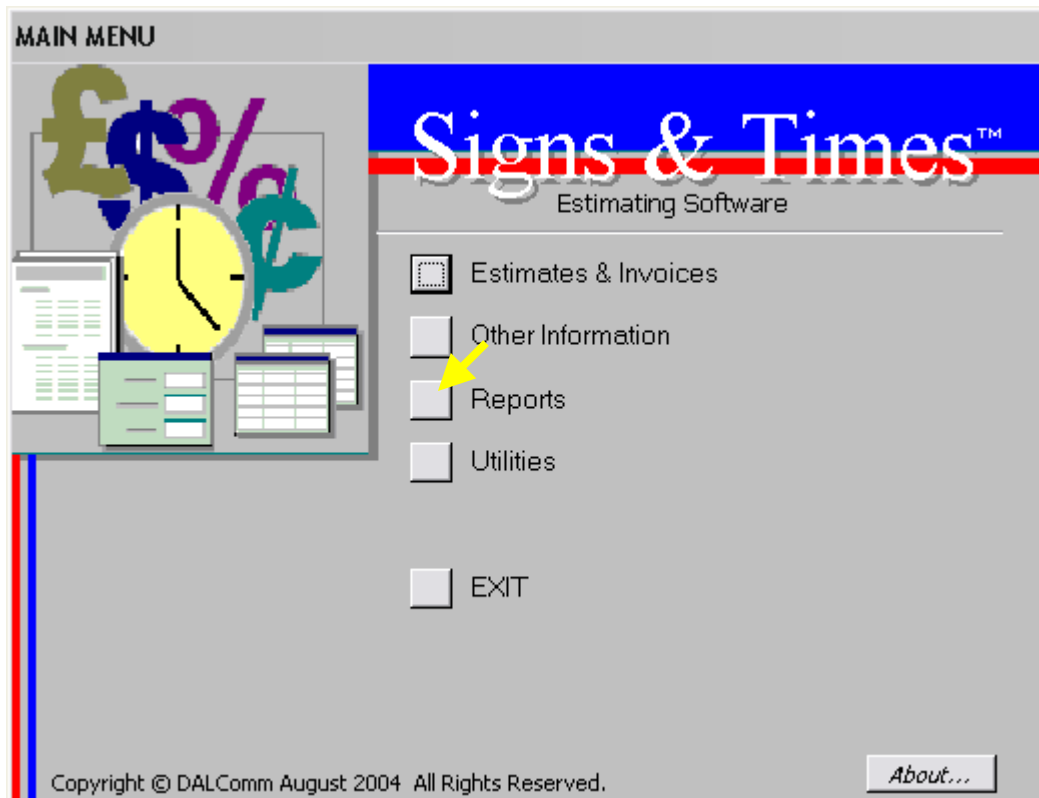 MAIN MENU
Signs & Times™
Estimating Software
Estimates & Invoices
Other Information
Reports
Utilities
EXIT
Copyright © DALComm August 2004 All Rights Reserved.
About...